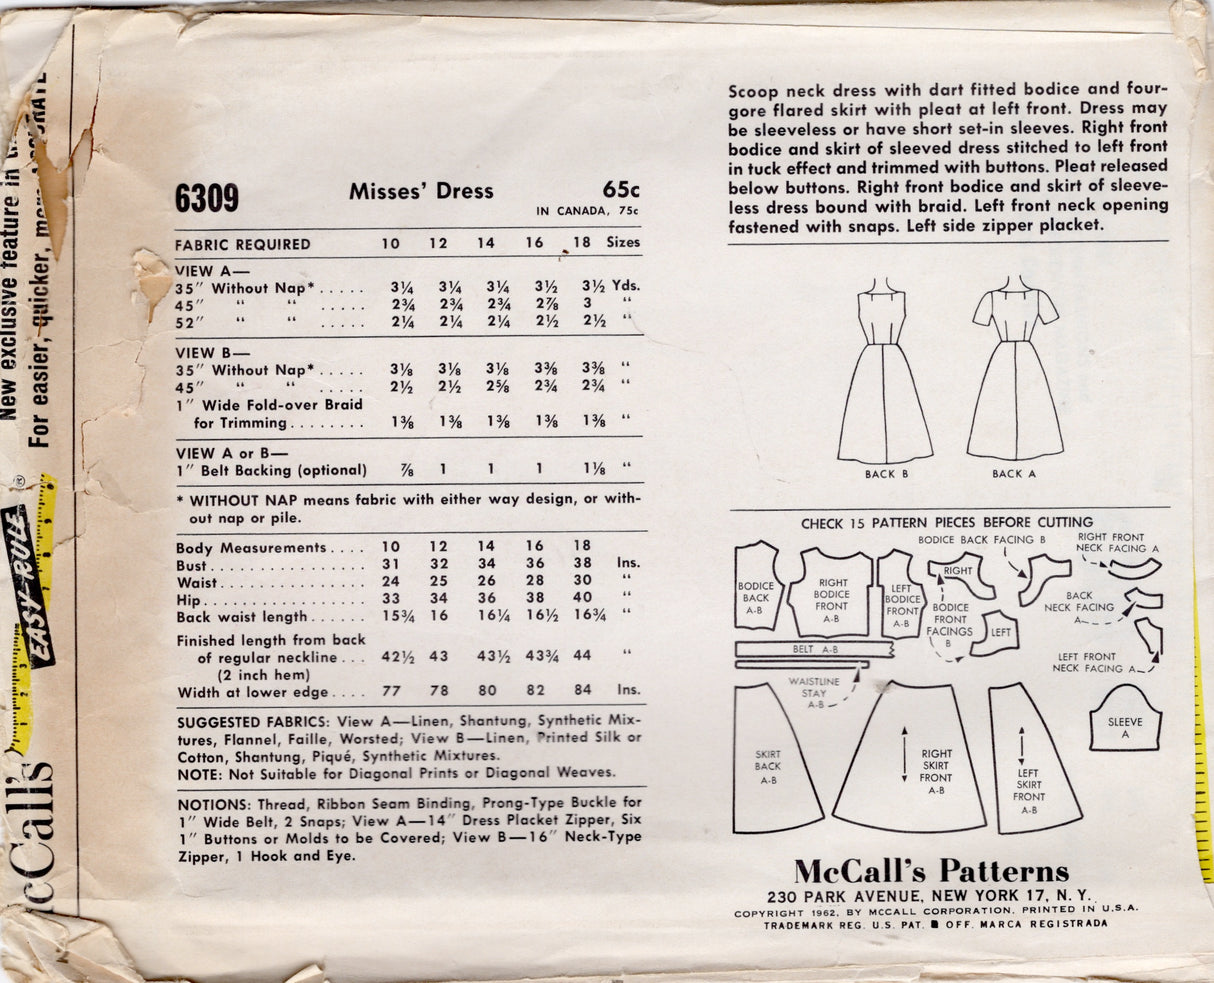 New exclusive feature in
For easier, quicker,
EASY-RULE
®
McCall's
6309 Misses' Dress 65c
IN CANADA, 75c
FABRIC REQUIRED 10 12 14 16 18 Sizes
VIEW A—
35″ Without Nap* ..... 3¼ 3¼ 3¼ 3½ 3½ Yds.
45″ “ “ ..... 2¾ 2¾ 2¾ 2⅞ 3 “
52″ “ “ ..... 2¼ 2¼ 2¼ 2½ 2½ “
VIEW B—
35″ Without Nap* ..... 3⅛ 3⅛ 3⅛ 3⅜ 3⅜ “
45″ “ “ ..... 2½ 2½ 2⅝ 2¾ 2¾ “
1″ Wide Fold-over Braid
for Trimming ........ 1⅜ 1⅜ 1⅜ 1⅜ 1⅜ “
VIEW A or B—
1″ Belt Backing (optional) ⅞ 1 1 1 1⅛ “
* WITHOUT NAP means fabric with either way design, or with-
out nap or pile.
Body Measurements .... 10 12 14 16 18
Bust ................ 31 32 34 36 38 Ins.
Waist ............... 24 25 26 28 30 “
Hip ................. 33 34 36 38 40 “
Back waist length ....... 15¾ 16 16¼ 16½ 16¾ “
Finished length from back
of regular neckline ... 42½ 43 43½ 43¾ 44 “
(2 inch hem)
Width at lower edge .... 77 78 80 82 84 Ins.
SUGGESTED FABRICS: View A—Linen, Shantung, Synthetic Mix-
tures, Flannel, Faille, Worsted; View B—Linen, Printed Silk or
Cotton, Shantung, Piqué, Synthetic Mixtures.
NOTE: Not Suitable for Diagonal Prints or Diagonal Weaves.
NOTIONS: Thread, Ribbon Seam Binding, Prong-Type Buckle for
1″ Wide Belt, 2 Snaps; View A—14″ Dress Placket Zipper, Six
1″ Buttons or Molds to be Covered; View B—16″ Neck-Type
Zipper, 1 Hook and Eye.
Scoop neck dress with dart fitted bodice and four-
gore flared skirt with pleat at left front. Dress may
be sleeveless or have short set-in sleeves. Right front
bodice and skirt of sleeved dress stitched to left front
in tuck effect and trimmed with buttons. Pleat released
below buttons. Right front bodice and skirt of sleeve-
less dress bound with braid. Left front neck opening
fastened with snaps. Left side zipper placket.
BACK B BACK A
CHECK 15 PATTERN PIECES BEFORE CUTTING
BODICE BACK FACING B
RIGHT FRONT
NECK FACING A
BODICE
BACK
A-B
RIGHT
BODICE
FRONT
A-B
LEFT
BODICE
FRONT
A-B
RIGHT
BODICE
FRONT
FACINGS
B
LEFT
BACK
NECK FACING
A
LEFT FRONT
NECK FACING A
BELT A-B
WAISTLINE
STAY
A-B
SKIRT
BACK
A-B
RIGHT
SKIRT
FRONT
A-B
LEFT
SKIRT
FRONT
A-B
SLEEVE
A
McCall's Patterns
230 PARK AVENUE, NEW YORK 17, N.Y.
COPYRIGHT 1962, BY MCCALL CORPORATION. PRINTED IN U.S.A.
TRADEMARK REG. U.S. PAT. ■ OFF. MARCA REGISTRADA